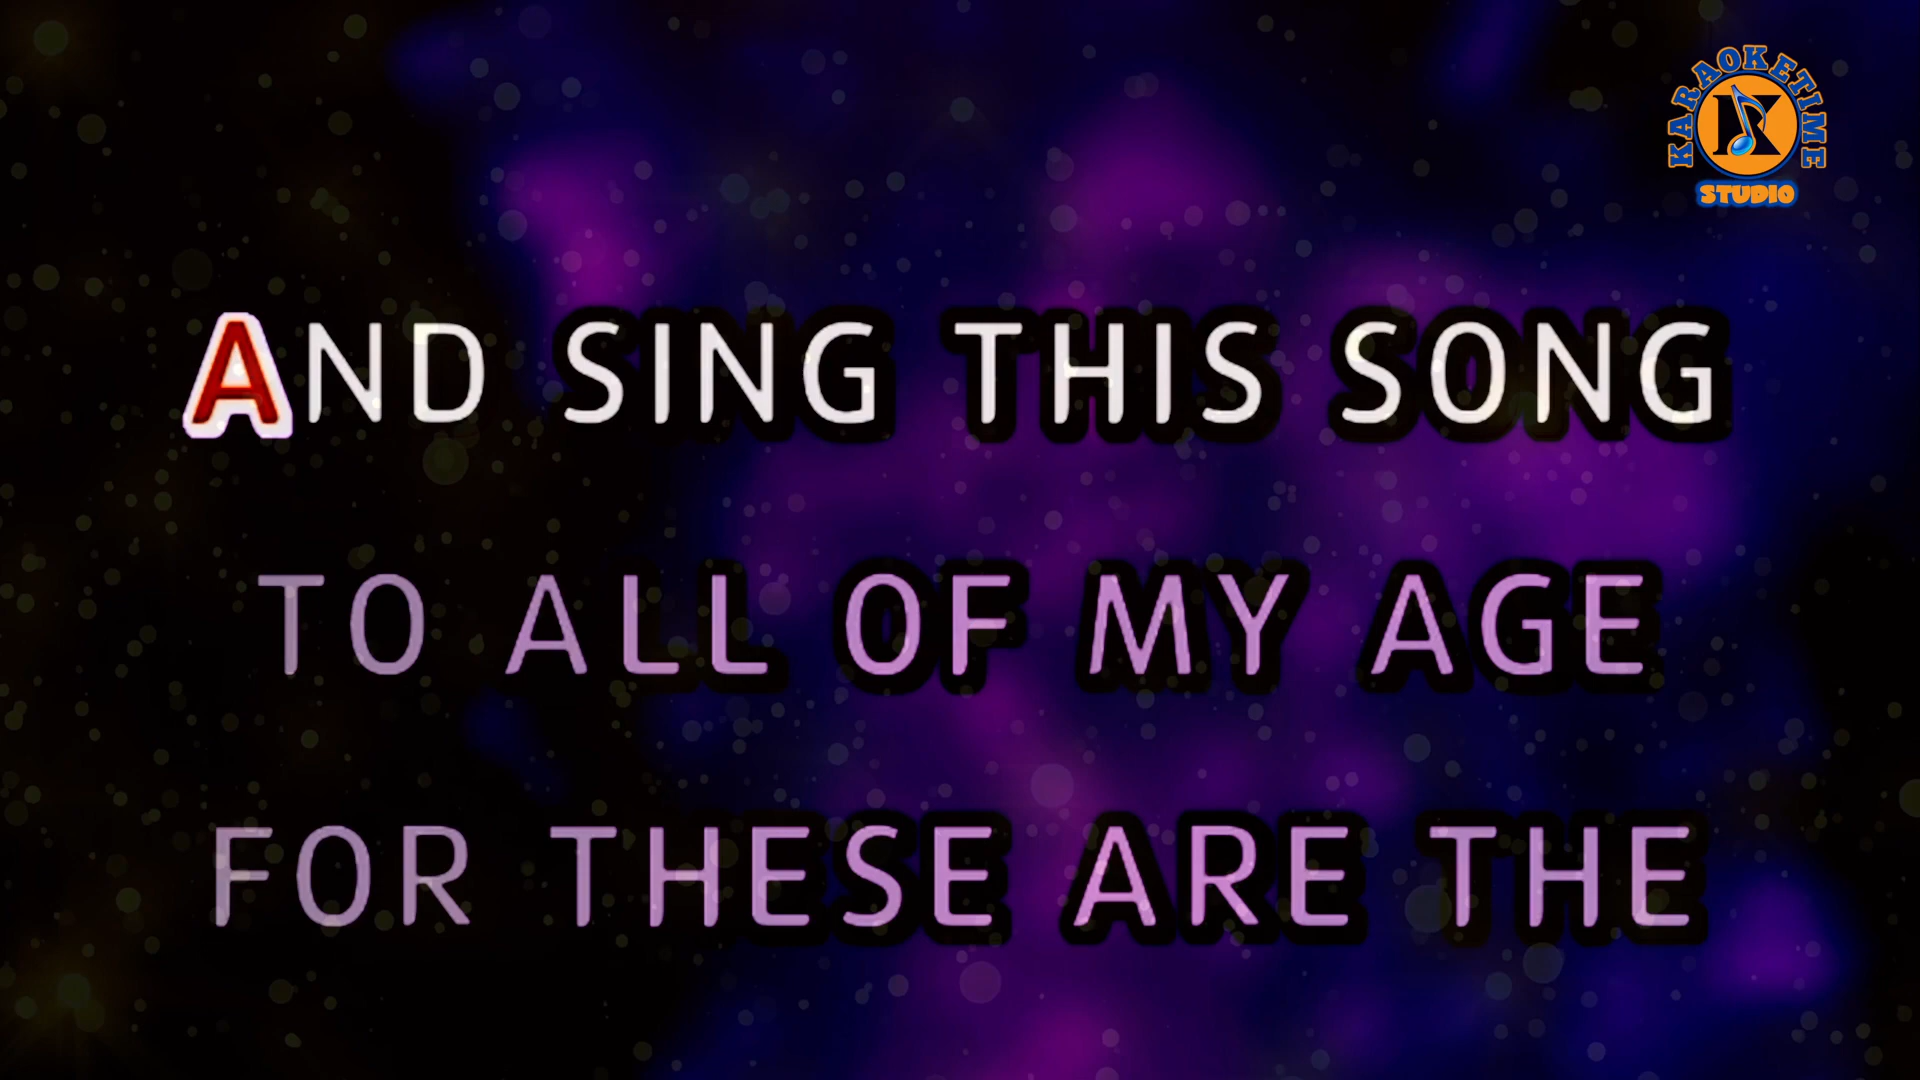 KARAOKETIME
K
STUDIO
AND SING THIS SONG
TO ALL OF MY AGE
FOR THESE ARE THE